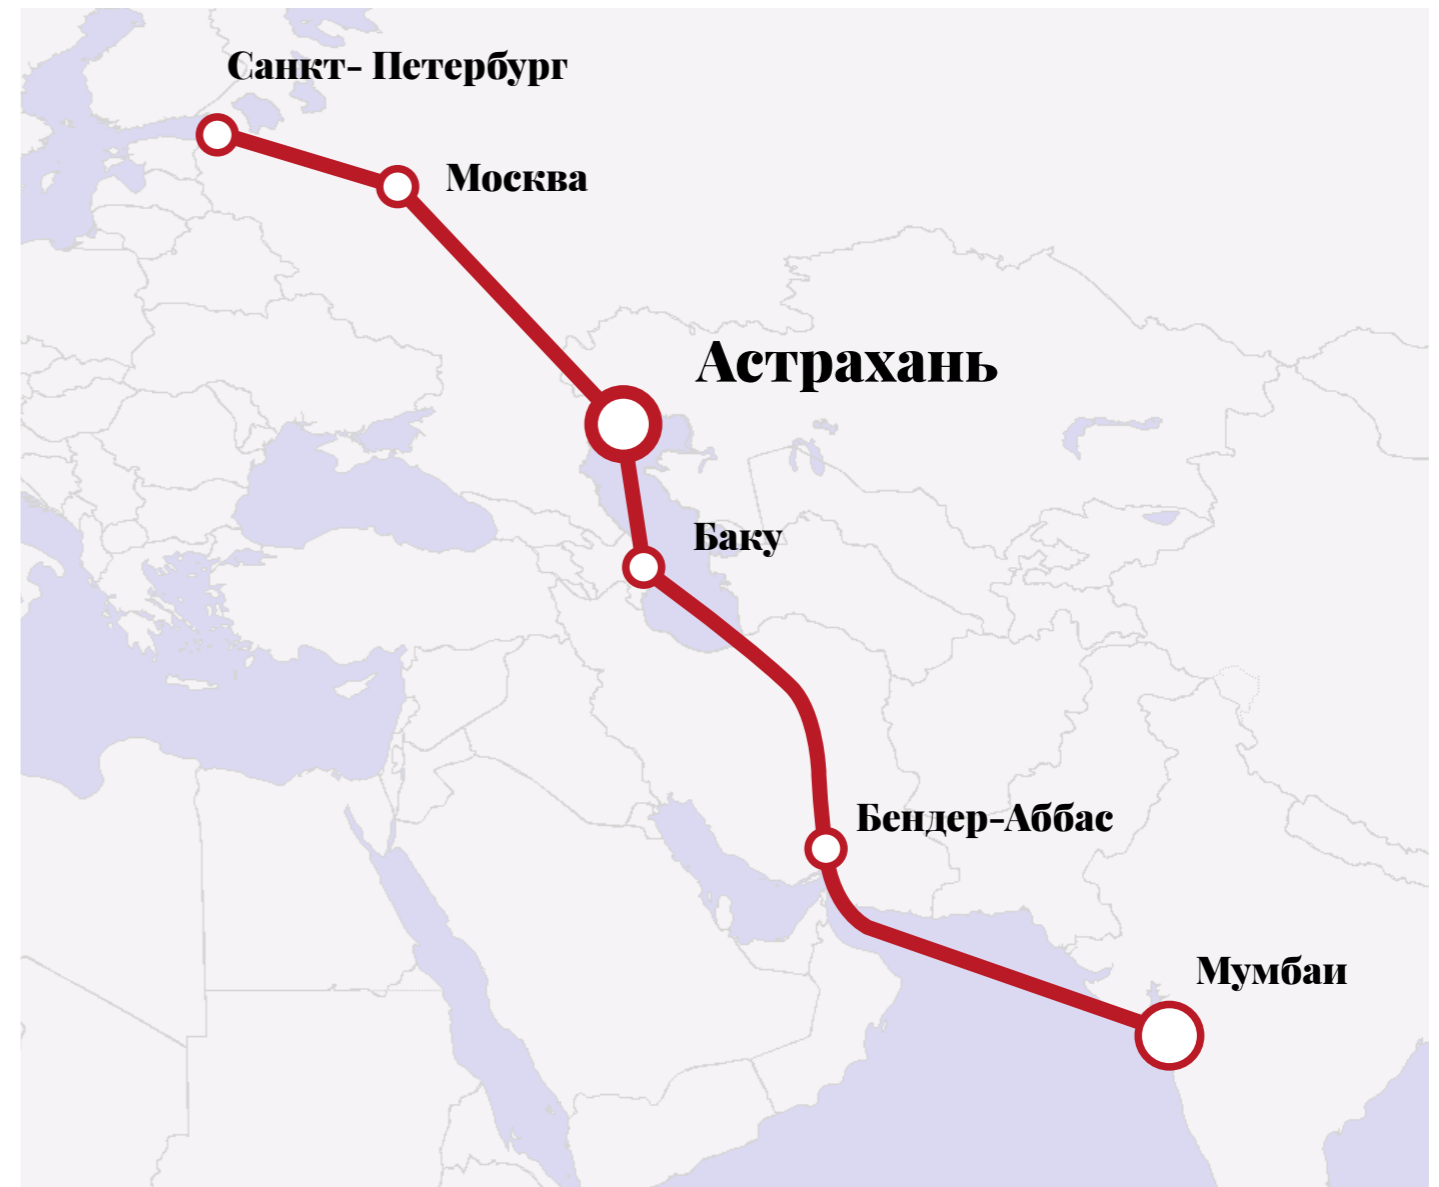 Санкт- Петербург
Москва
Астрахань
Баку
Бендер-Аббас
Мумбаи